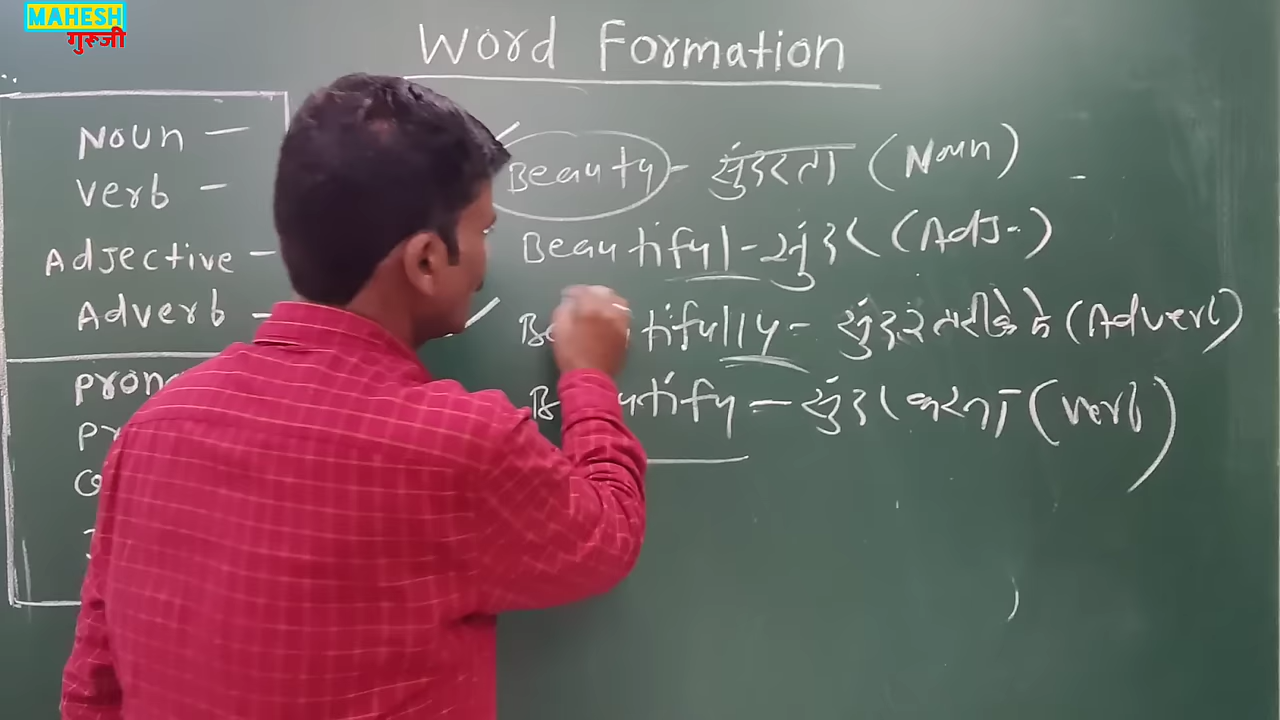 MAHESH
गुरूजी
Word Formation
Noun —
Verb —
Adjective —
Adverb -
Beauty - सुंदरता (Noun)
Beautiful - सुंदर (Adj.)
tifully - सुंदर तरीके से (Adverb)
tify - सुंदर करना (Verb)